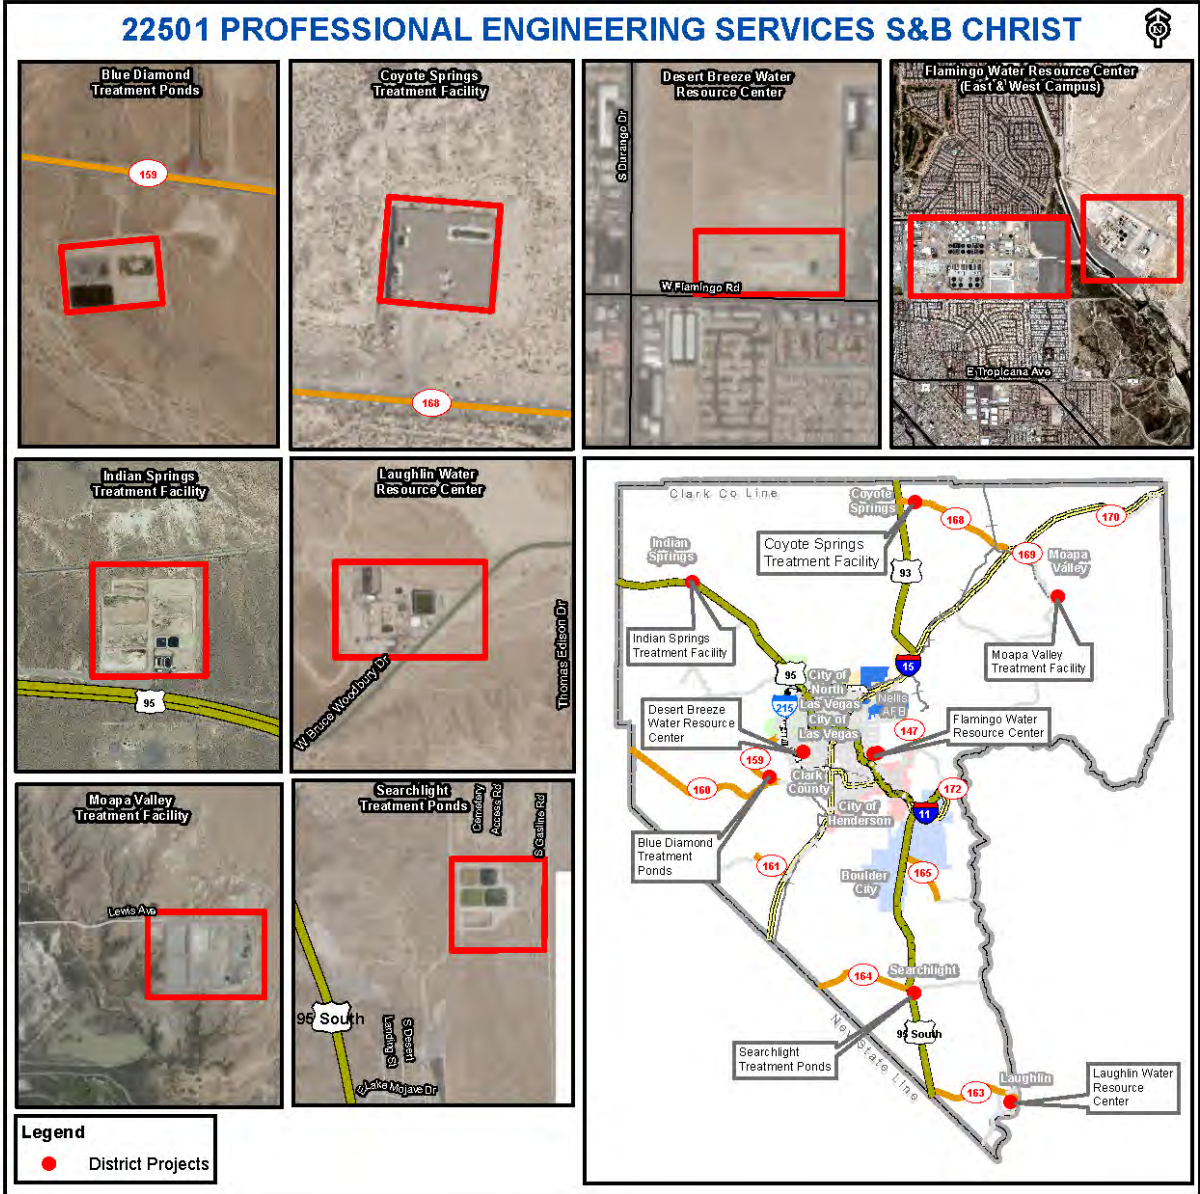 22501 PROFESSIONAL ENGINEERING SERVICES S&B CHRIST
N
Blue Diamond
Treatment Ponds
159
Coyote Springs
Treatment Facility
168
Desert Breeze Water
Resource Center
S Durango Dr
W Flamingo Rd
Flamingo Water Resource Center
(East & West Campus)
E Tropicana Ave
Indian Springs
Treatment Facility
95
Laughlin Water
Resource Center
W Bruce Woodbury Dr
Thomas Edison Dr
Moapa Valley
Treatment Facility
Lewis Ave
Searchlight
Treatment Ponds
Cemetary
Access Rd
S Gasline Rd
95 South
S Desert
Landing St
E Lake Mojave Dr
Clark Co Line
Coyote
Springs
168
170
169
Moapa
Valley
Coyote Springs
Treatment Facility
93
Indian
Springs
Indian Springs
Treatment Facility
Moapa Valley
Treatment Facility
15
95
City of
North
Las Vegas
215
City of
Las Vegas
Nellis
AFB
147
Desert Breeze
Water Resource
Center
Flamingo Water
Resource Center
159
160
Clark
County
172
City of
Henderson
11
Blue Diamond
Treatment
Ponds
161
Boulder
City
165
164
Searchlight
95 South
Nev State Line
Searchlight
Treatment Ponds
Laughlin
163
Laughlin Water
Resource
Center
Legend
District Projects